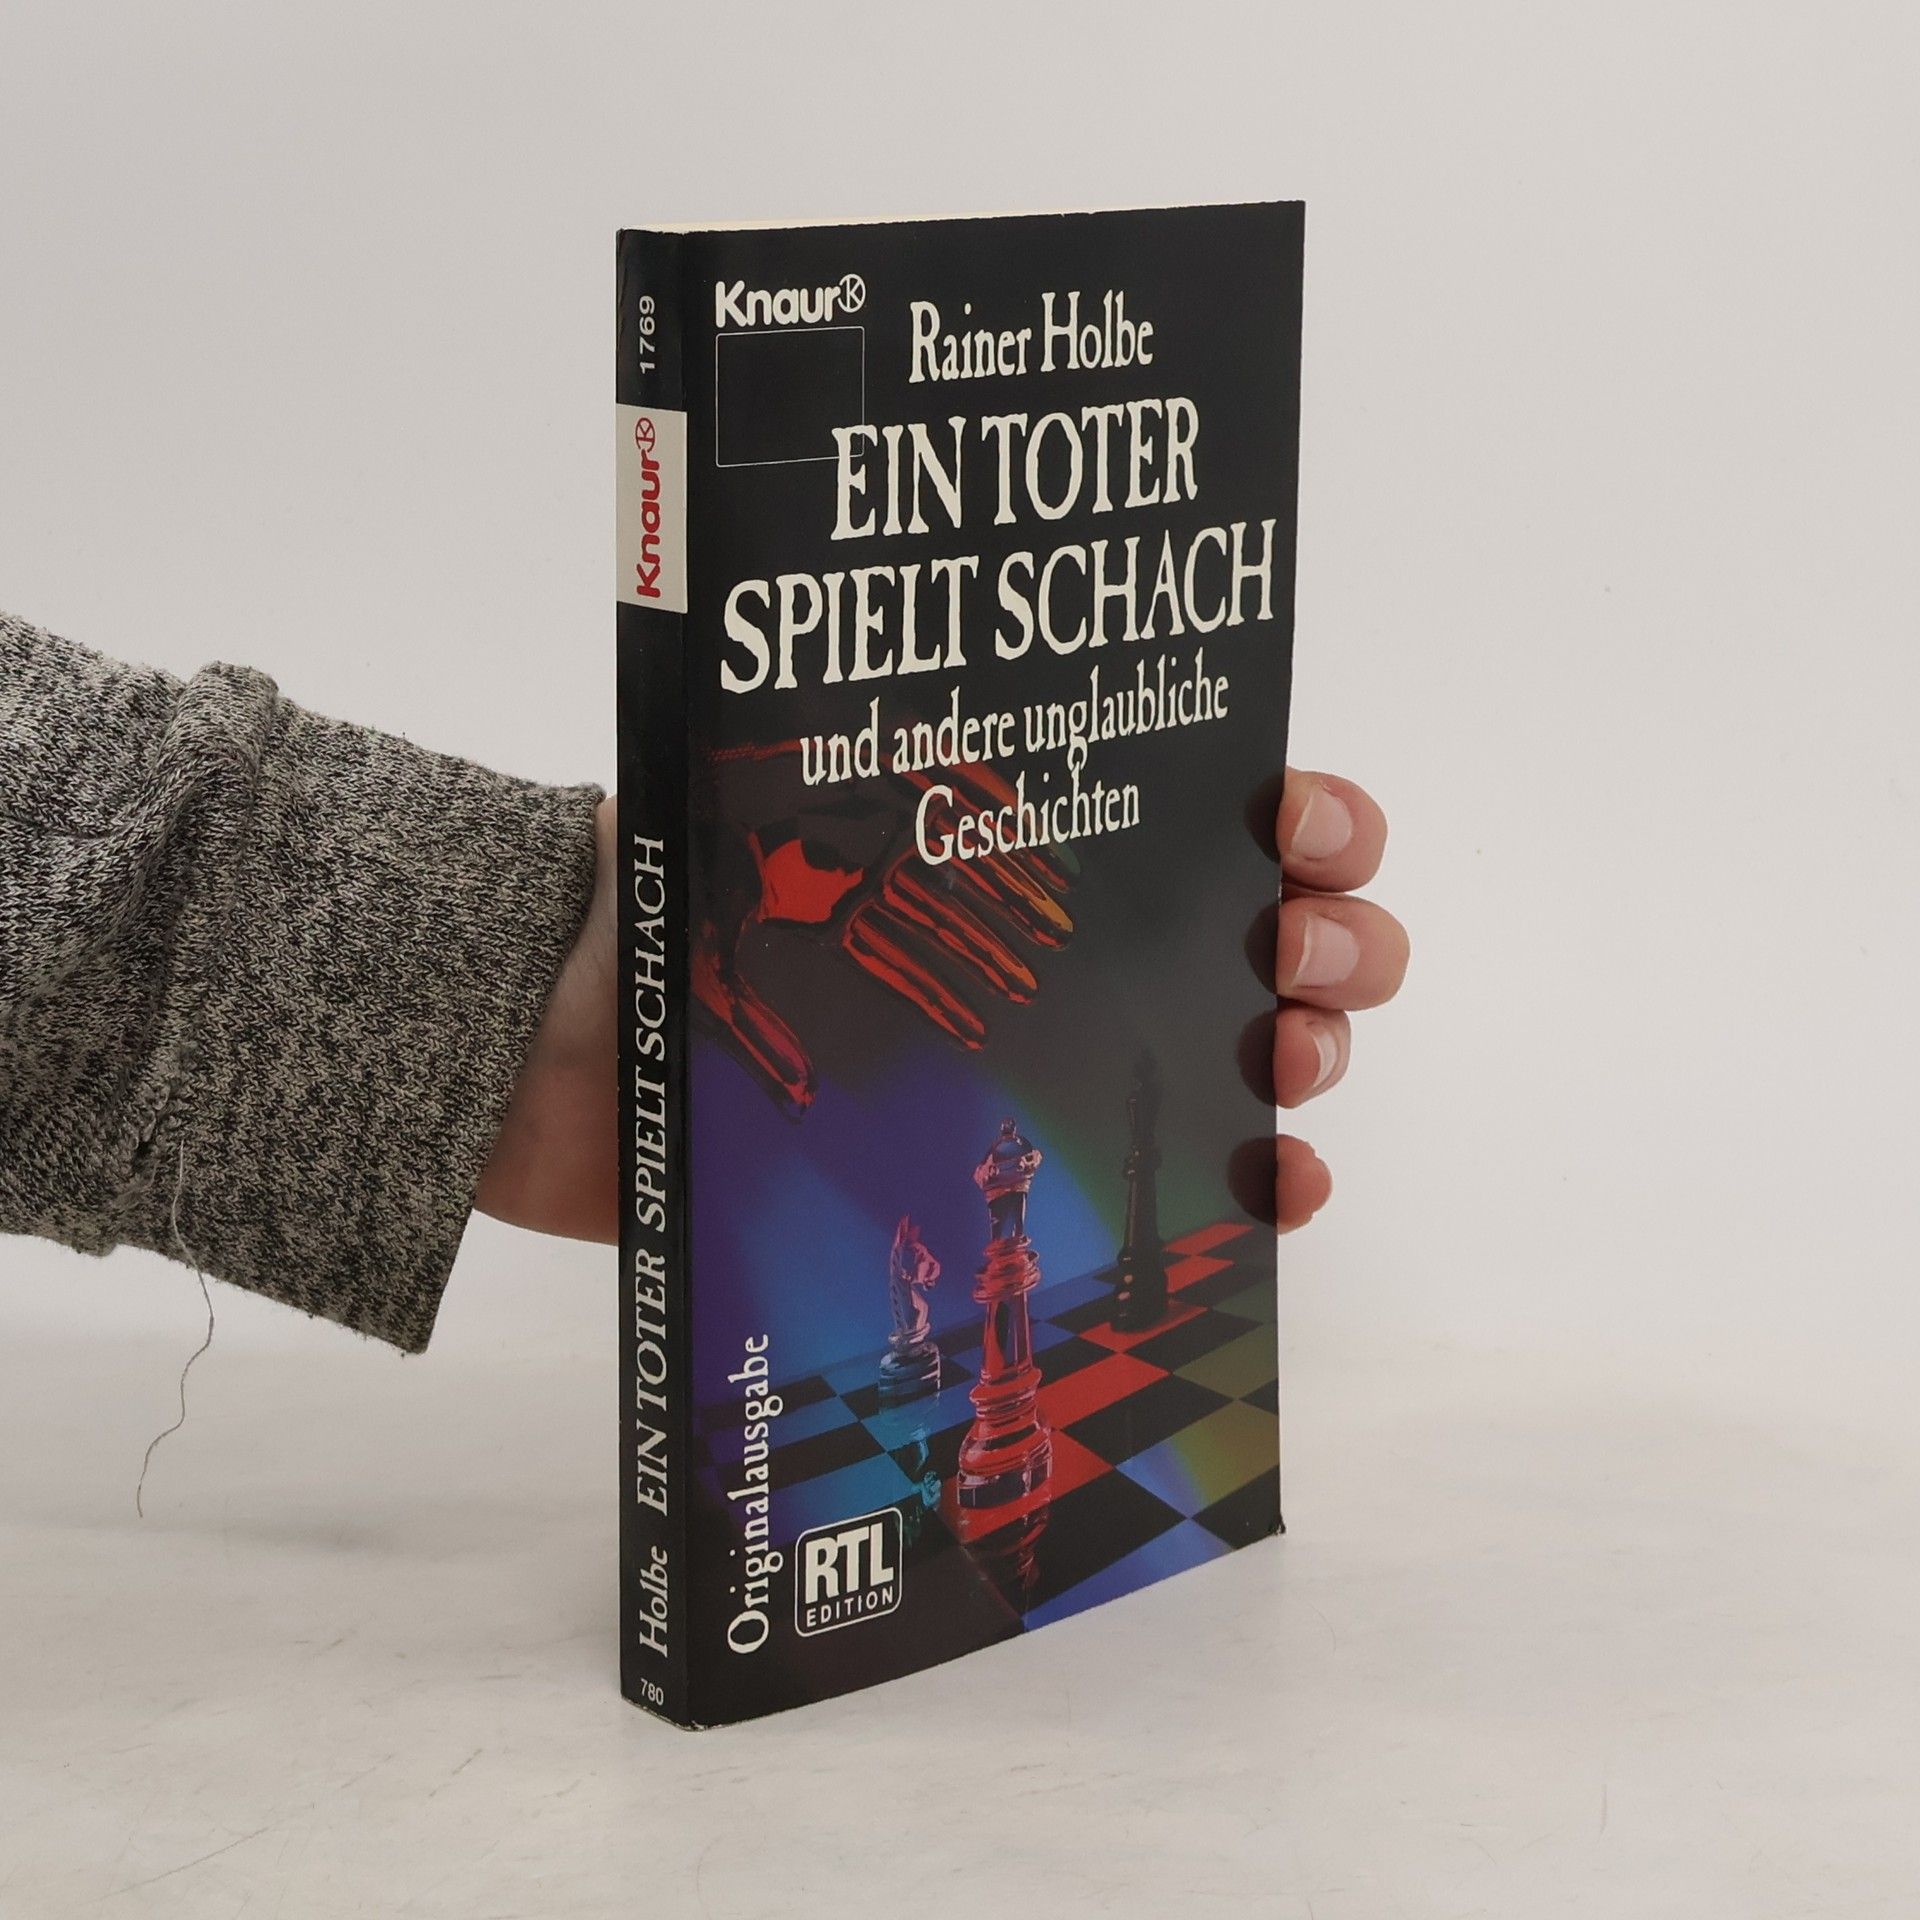 1769
Knaur
Holbe EIN TOTER SPIELT SCHACH
780
Knaur
Rainer Holbe
EIN TOTER
SPIELT SCHACH
und andere unglaubliche
Geschichten
Originalausgabe
RTL
EDITION